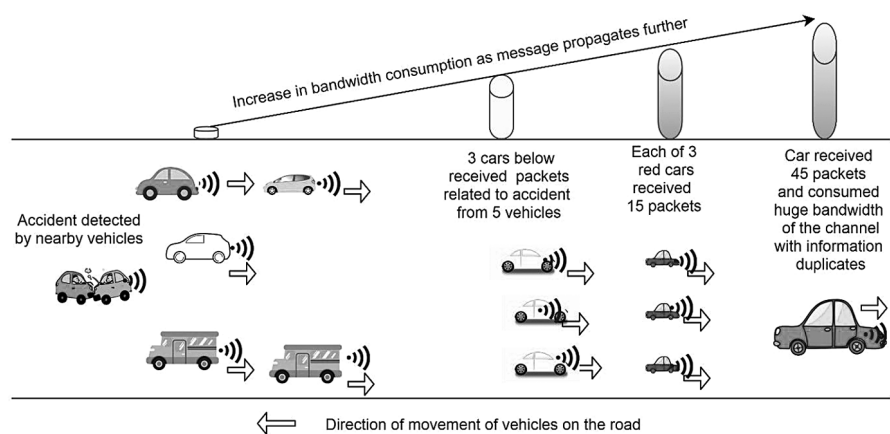 Increase in bandwidth consumption as message propagates further
3 cars below
received packets
related to accident
from 5 vehicles
Each of 3
red cars
received
15 packets
Car received
45 packets
and consumed
huge bandwidth
of the channel
with information
duplicates
Accident detected
by nearby vehicles
Direction of movement of vehicles on the road